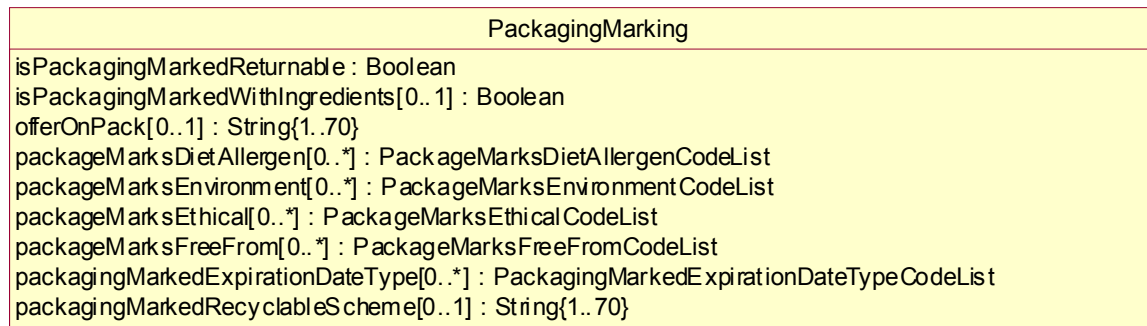 PackagingMarking
isPackagingMarkedReturnable : Boolean
isPackagingMarkedWithIngredients[0..1] : Boolean
offerOnPack[0..1] : String{1..70}
packageMarksDietAllergen[0..*] : PackageMarksDietAllergenCodeList
packageMarksEnvironment[0..*] : PackageMarksEnvironmentCodeList
packageMarksEthical[0..*] : PackageMarksEthicalCodeList
packageMarksFreeFrom[0..*] : PackageMarksFreeFromCodeList
packagingMarkedExpirationDateType[0..*] : PackagingMarkedExpirationDateTypeCodeList
packagingMarkedRecyclableScheme[0..1] : String{1..70}